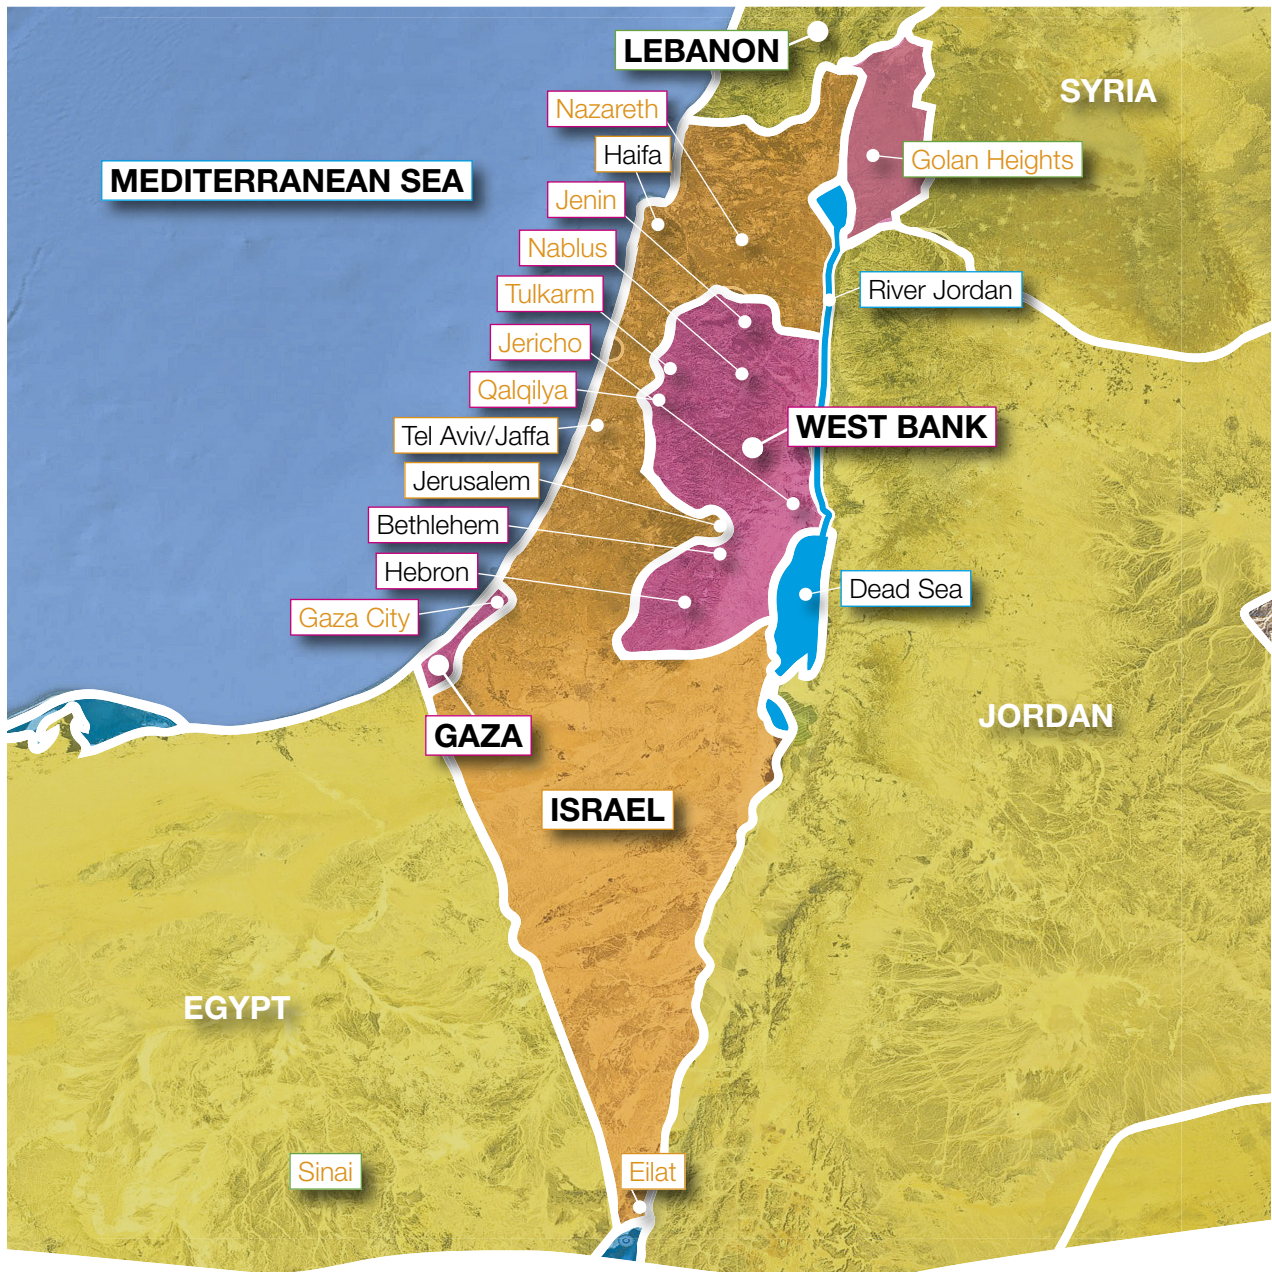 LEBANON
SYRIA
Nazareth
Haifa
Golan Heights
MEDITERRANEAN SEA
Jenin
Nablus
River Jordan
Tulkarm
Jericho
Qalqilya
WEST BANK
Tel Aviv/Jaffa
Jerusalem
Bethlehem
Hebron
Dead Sea
Gaza City
JORDAN
GAZA
ISRAEL
EGYPT
Sinai
Eilat